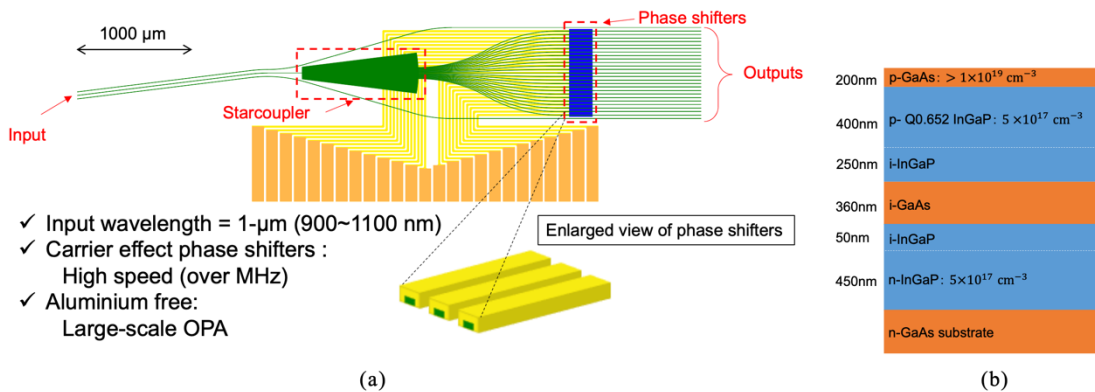 1000 µm
Phase shifters
Outputs
Starcoupler
Input
✓ Input wavelength = 1-µm (900~1100 nm)
✓ Carrier effect phase shifters :
High speed (over MHz)
✓ Aluminium free:
Large-scale OPA
Enlarged view of phase shifters
(a)
200nm p-GaAs: > 1×10¹⁹ cm⁻³
400nm p- Q0.652 InGaP: 5 ×10¹⁷ cm⁻³
250nm i-InGaP
360nm i-GaAs
50nm i-InGaP
450nm n-InGaP: 5×10¹⁷ cm⁻³
n-GaAs substrate
(b)